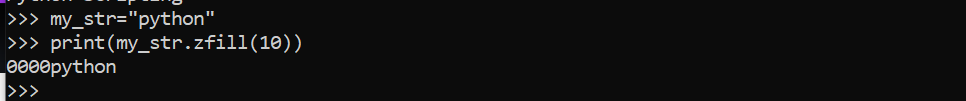 >>> my_str="python"
>>> print(my_str.zfill(10))
0000python
>>>